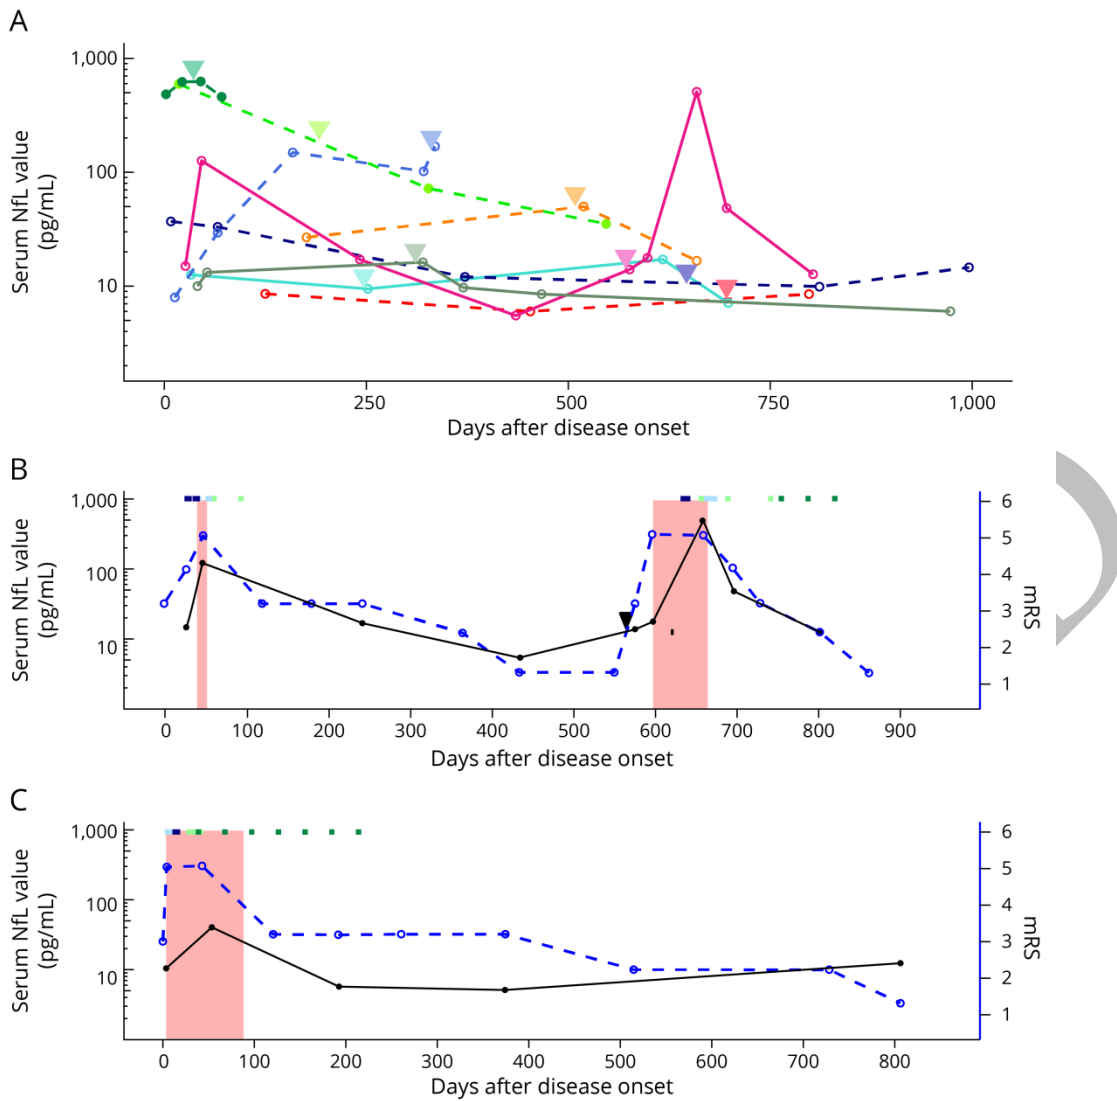 A
1,000
100
10
Serum NfL value
(pg/mL)
0 250 500 750 1,000
Days after disease onset
B
1,000
100
10
Serum NfL value
(pg/mL)
6
5
4
3
2
1
mRS
0 100 200 300 400 500 600 700 800 900
Days after disease onset
C
1,000
100
10
Serum NfL value
(pg/mL)
6
5
4
3
2
1
mRS
0 100 200 300 400 500 600 700 800
Days after disease onset